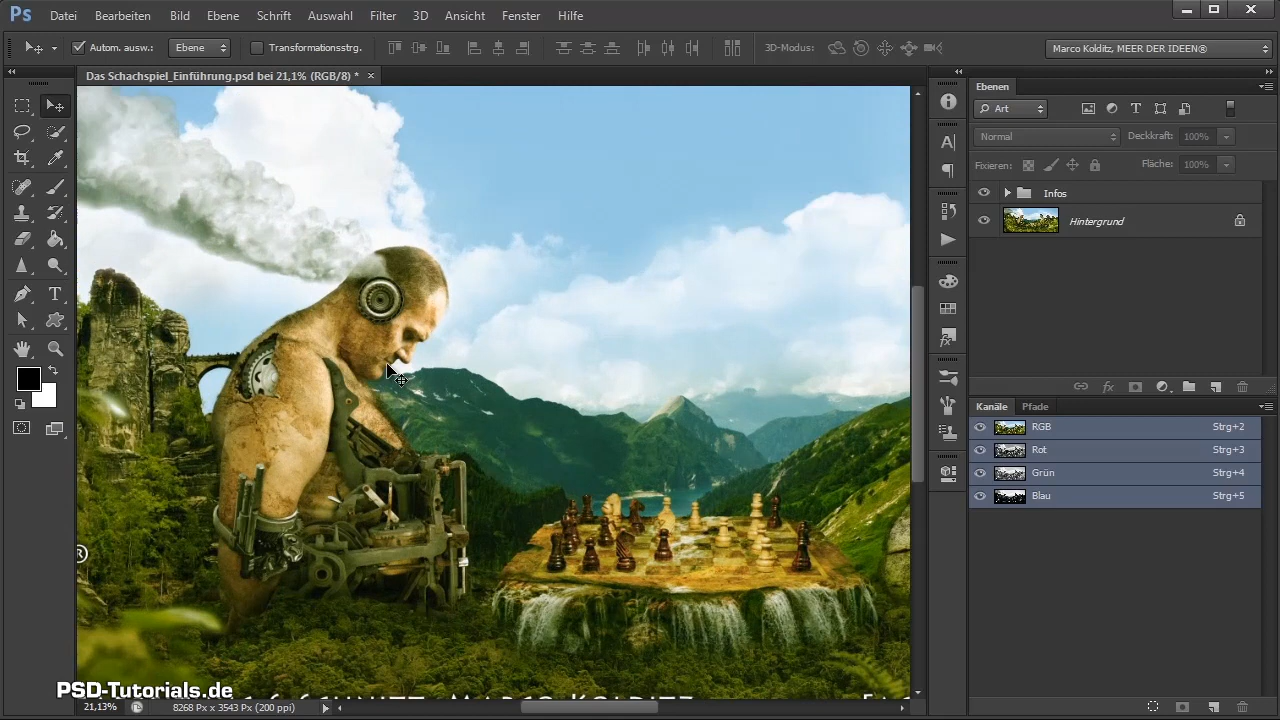 Ps Datei Bearbeiten Bild Ebene Schrift Auswahl Filter 3D Ansicht Fenster Hilfe
Autom. ausw.: Ebene Transformationsstrg. 3D-Modus: Marco Kolditz, MEER DER IDEEN®
Das Schachspiel_Einführung.psd bei 21,1% (RGB/8) * ×
Ebenen
Art
Normal Deckkraft: 100%
Fixieren: Fläche: 100%
Infos
Hintergrund
Kanäle Pfade
RGB Strg+2
Rot Strg+3
Grün Strg+4
Blau Strg+5
®
PSD-Tutorials.de
21,13% 8268 Px x 3543 Px (200 ppi)